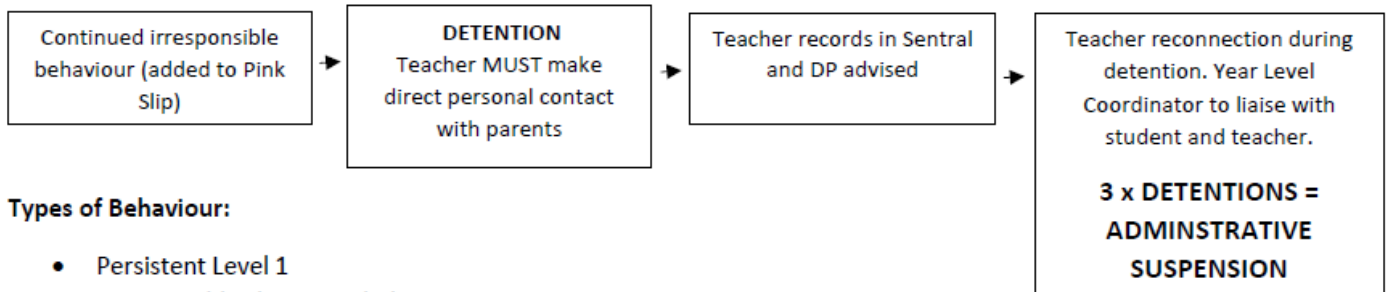 Continued irresponsible
behaviour (added to Pink
Slip)
DETENTION
Teacher MUST make
direct personal contact
with parents
Teacher records in Sentral
and DP advised
Teacher reconnection during
detention. Year Level
Coordinator to liaise with
student and teacher.
3 x DETENTIONS =
ADMINSTRATIVE
SUSPENSION
Types of Behaviour:
• Persistent Level 1